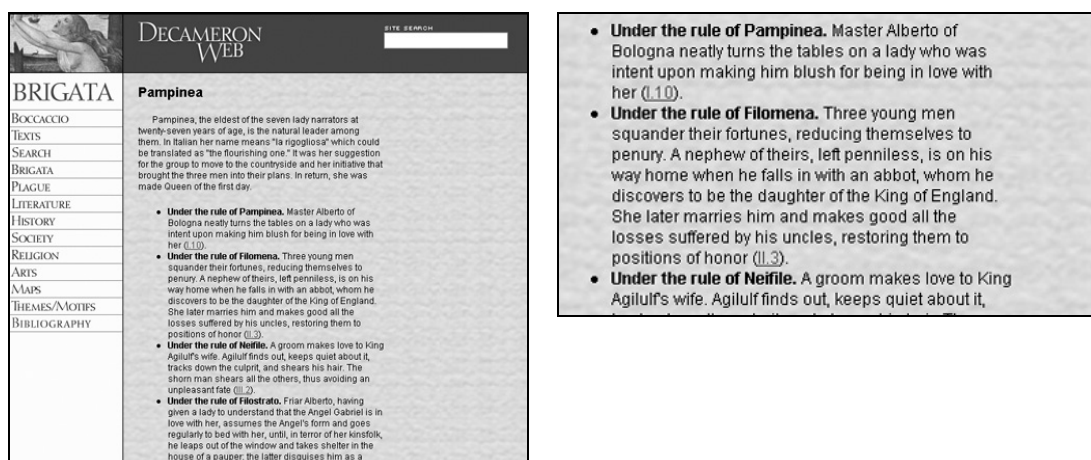 DECAMERON
WEB
SITE SEARCH
BRIGATA
BOCCACCIO
TEXTS
SEARCH
BRIGATA
PLAGUE
LITERATURE
HISTORY
SOCIETY
RELIGION
ARTS
MAPS
THEMES/MOTIFS
BIBLIOGRAPHY
Pampinea
Pampinea, the eldest of the seven lady narrators at
twenty-seven years of age, is the natural leader among
them. In Italian her name means "la rigogliosa" which could
be translated as "the flourishing one." It was her suggestion
for the group to move to the countryside and her initiative that
brought the three men into their plans. In return, she was
made Queen of the first day.
• Under the rule of Pampinea. Master Alberto of
Bologna neatly turns the tables on a lady who was
intent upon making him blush for being in love with
her (I.10).
• Under the rule of Filomena. Three young men
squander their fortunes, reducing themselves to
penury. A nephew of theirs, left penniless, is on his
way home when he falls in with an abbot, whom he
discovers to be the daughter of the King of England.
She later marries him and makes good all the
losses suffered by his uncles, restoring them to
positions of honor (II.3).
• Under the rule of Neifile. A groom makes love to King
Agilulf's wife. Agilulf finds out, keeps quiet about it,
tracks down the culprit, and shears his hair. The
shorn man shears all the others, thus avoiding an
unpleasant fate (III.2).
• Under the rule of Filostrato. Friar Alberto, having
given a lady to understand that the Angel Gabriel is in
love with her, assumes the Angel's form and goes
regularly to bed with her, until, in terror of her kinsfolk,
he leaps out of the window and takes shelter in the
house of a pauper; the latter disguises him as a
• Under the rule of Pampinea. Master Alberto of
Bologna neatly turns the tables on a lady who was
intent upon making him blush for being in love with
her (I.10).
• Under the rule of Filomena. Three young men
squander their fortunes, reducing themselves to
penury. A nephew of theirs, left penniless, is on his
way home when he falls in with an abbot, whom he
discovers to be the daughter of the King of England.
She later marries him and makes good all the
losses suffered by his uncles, restoring them to
positions of honor (II.3).
• Under the rule of Neifile. A groom makes love to King
Agilulf's wife. Agilulf finds out, keeps quiet about it,